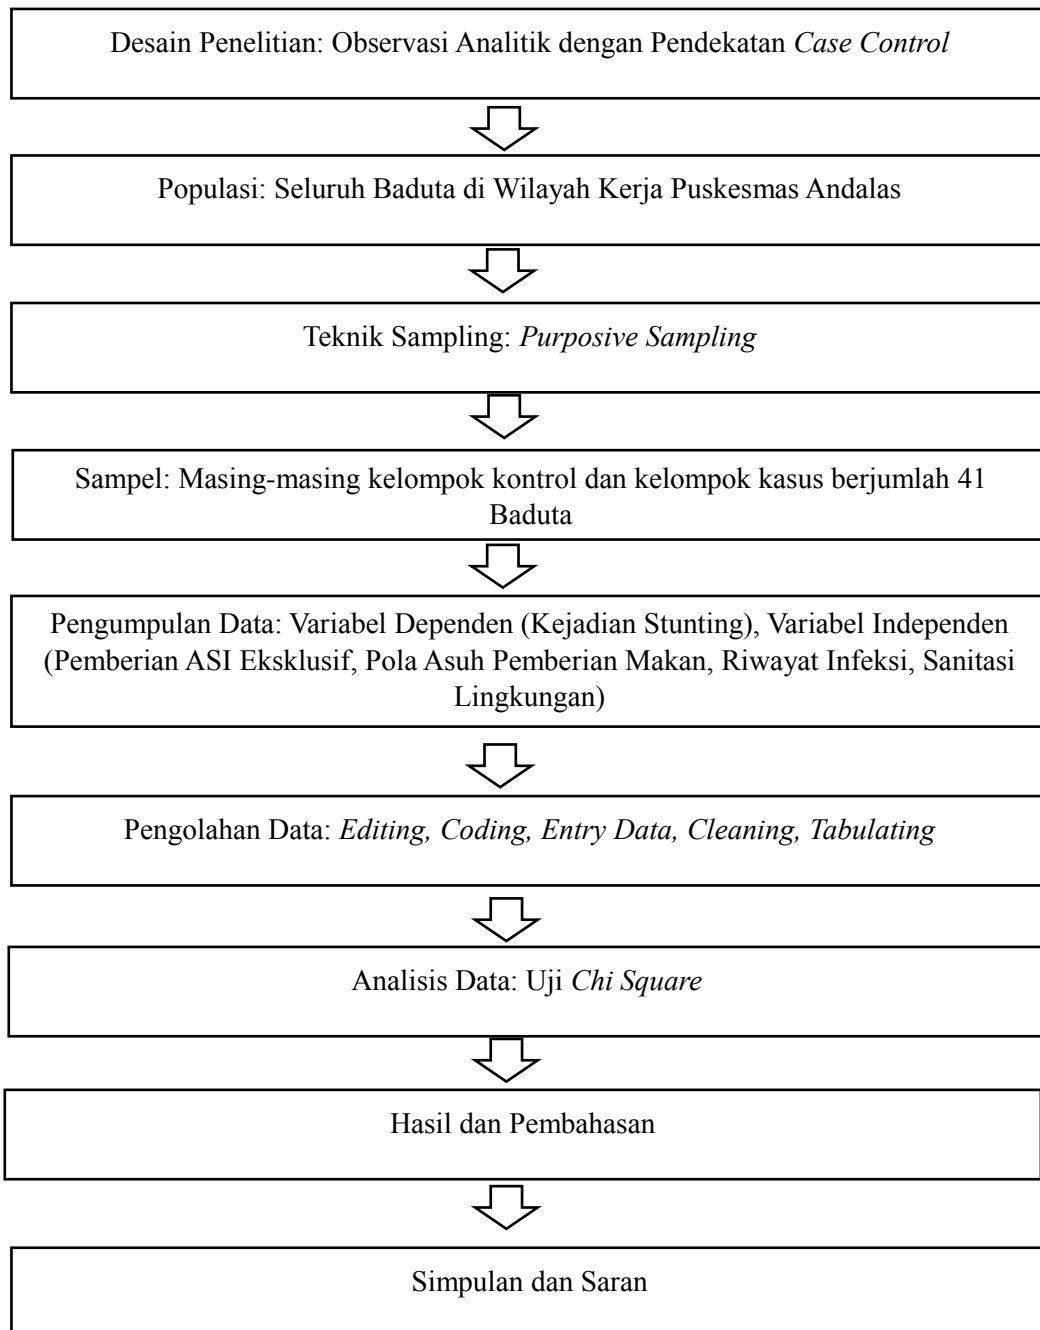 Desain Penelitian: Observasi Analitik dengan Pendekatan Case Control
Populasi: Seluruh Baduta di Wilayah Kerja Puskesmas Andalas
Teknik Sampling: Purposive Sampling
Sampel: Masing-masing kelompok kontrol dan kelompok kasus berjumlah 41
Baduta
Pengumpulan Data: Variabel Dependen (Kejadian Stunting), Variabel Independen
(Pemberian ASI Eksklusif, Pola Asuh Pemberian Makan, Riwayat Infeksi, Sanitasi
Lingkungan)
Pengolahan Data: Editing, Coding, Entry Data, Cleaning, Tabulating
Analisis Data: Uji Chi Square
Hasil dan Pembahasan
Simpulan dan Saran